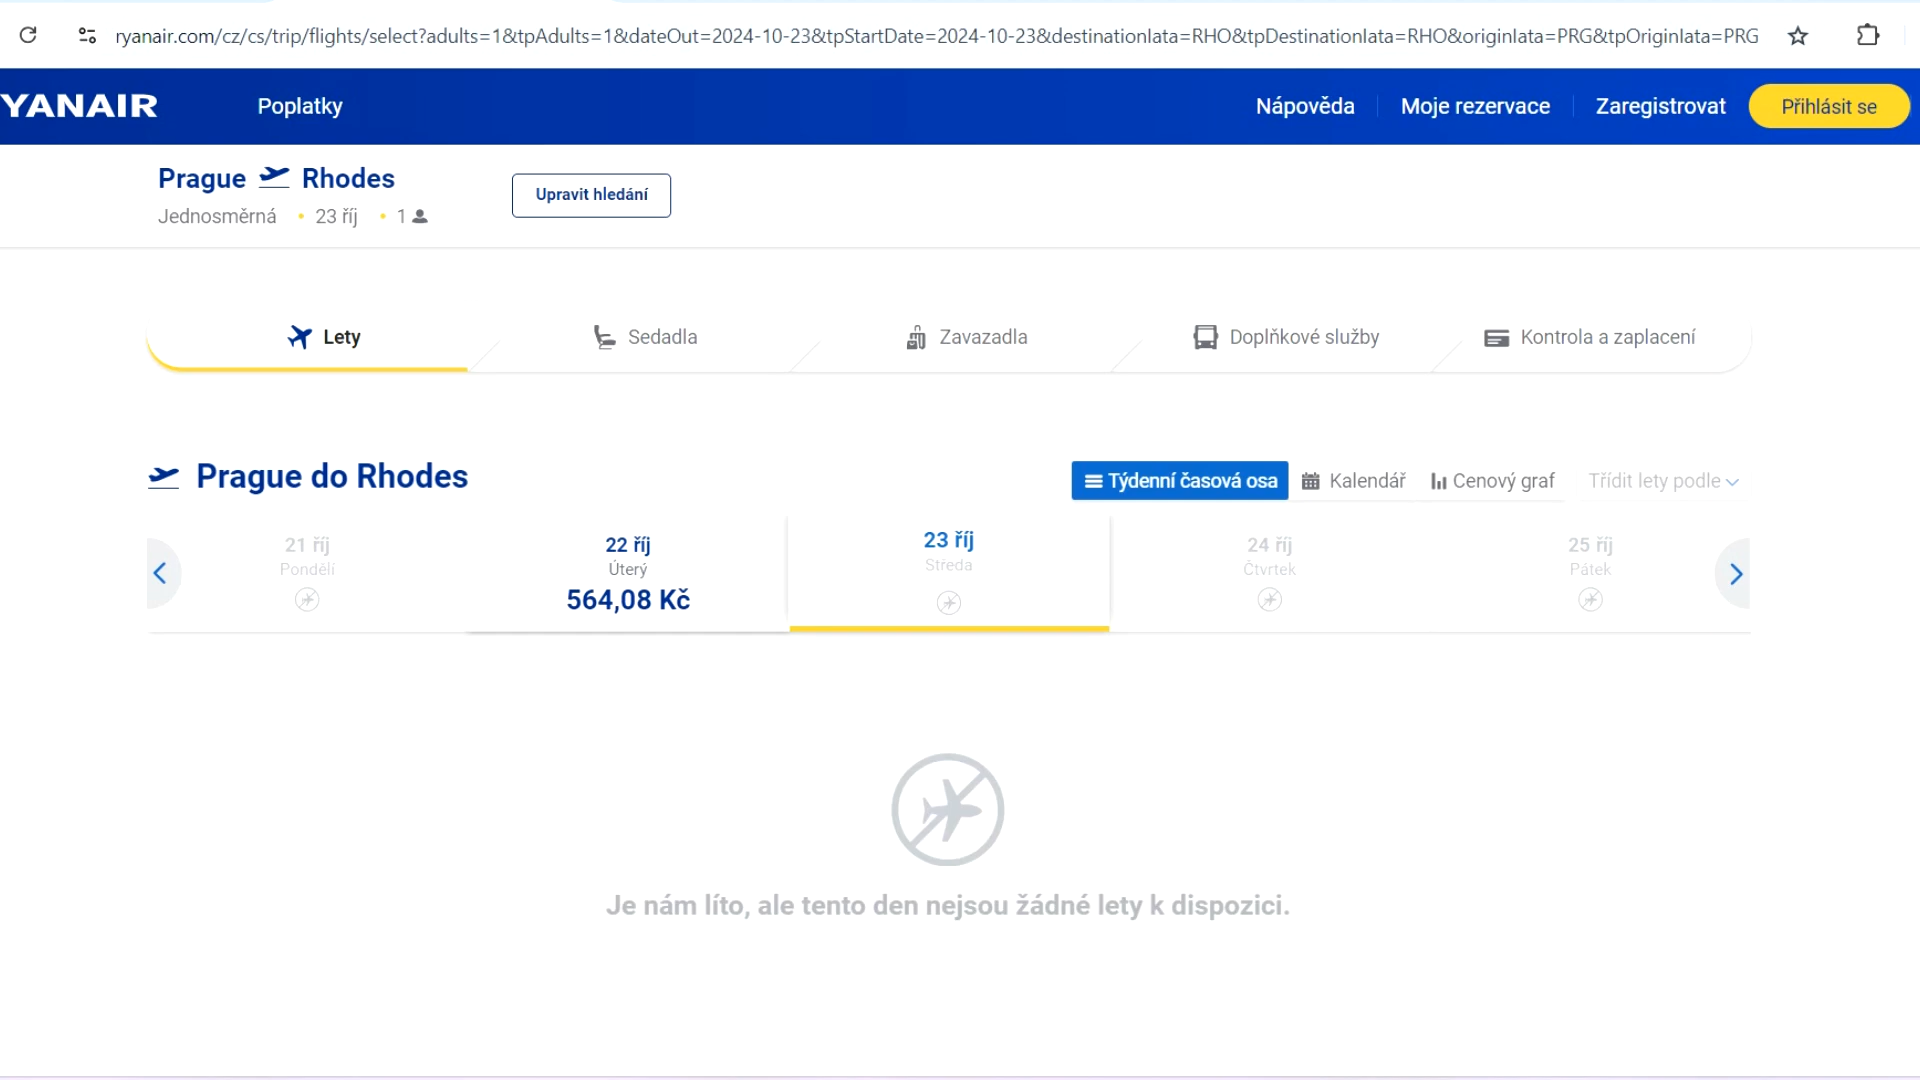 ryanair.com/cz/cs/trip/flights/select?adults=1&tpAdults=1&dateOut=2024-10-23&tpStartDate=2024-10-23&destinationIata=RHO&tpDestinationIata=RHO&originIata=PRG&tpOriginIata=PRG
YANAIR Poplatky Nápověda Moje rezervace Zaregistrovat Přihlásit se
Prague Rhodes
Upravit hledání
Jednosměrná • 23 říj • 1
Lety Sedadla Zavazadla Doplňkové služby Kontrola a zaplacení
Prague do Rhodes
Týdenní časová osa Kalendář Cenový graf Třídit lety podle
21 říj
Pondělí
22 říj
Úterý
564,08 Kč
23 říj
Středa
24 říj
Čtvrtek
25 říj
Pátek
Je nám líto, ale tento den nejsou žádné lety k dispozici.